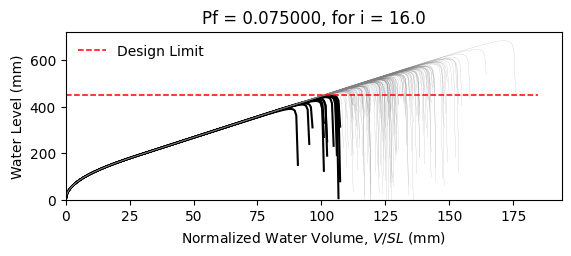 Pf = 0.075000, for i = 16.0
Design Limit
Water Level (mm)
600
400
200
0
0 25 50 75 100 125 150 175
Normalized Water Volume, V/SL (mm)